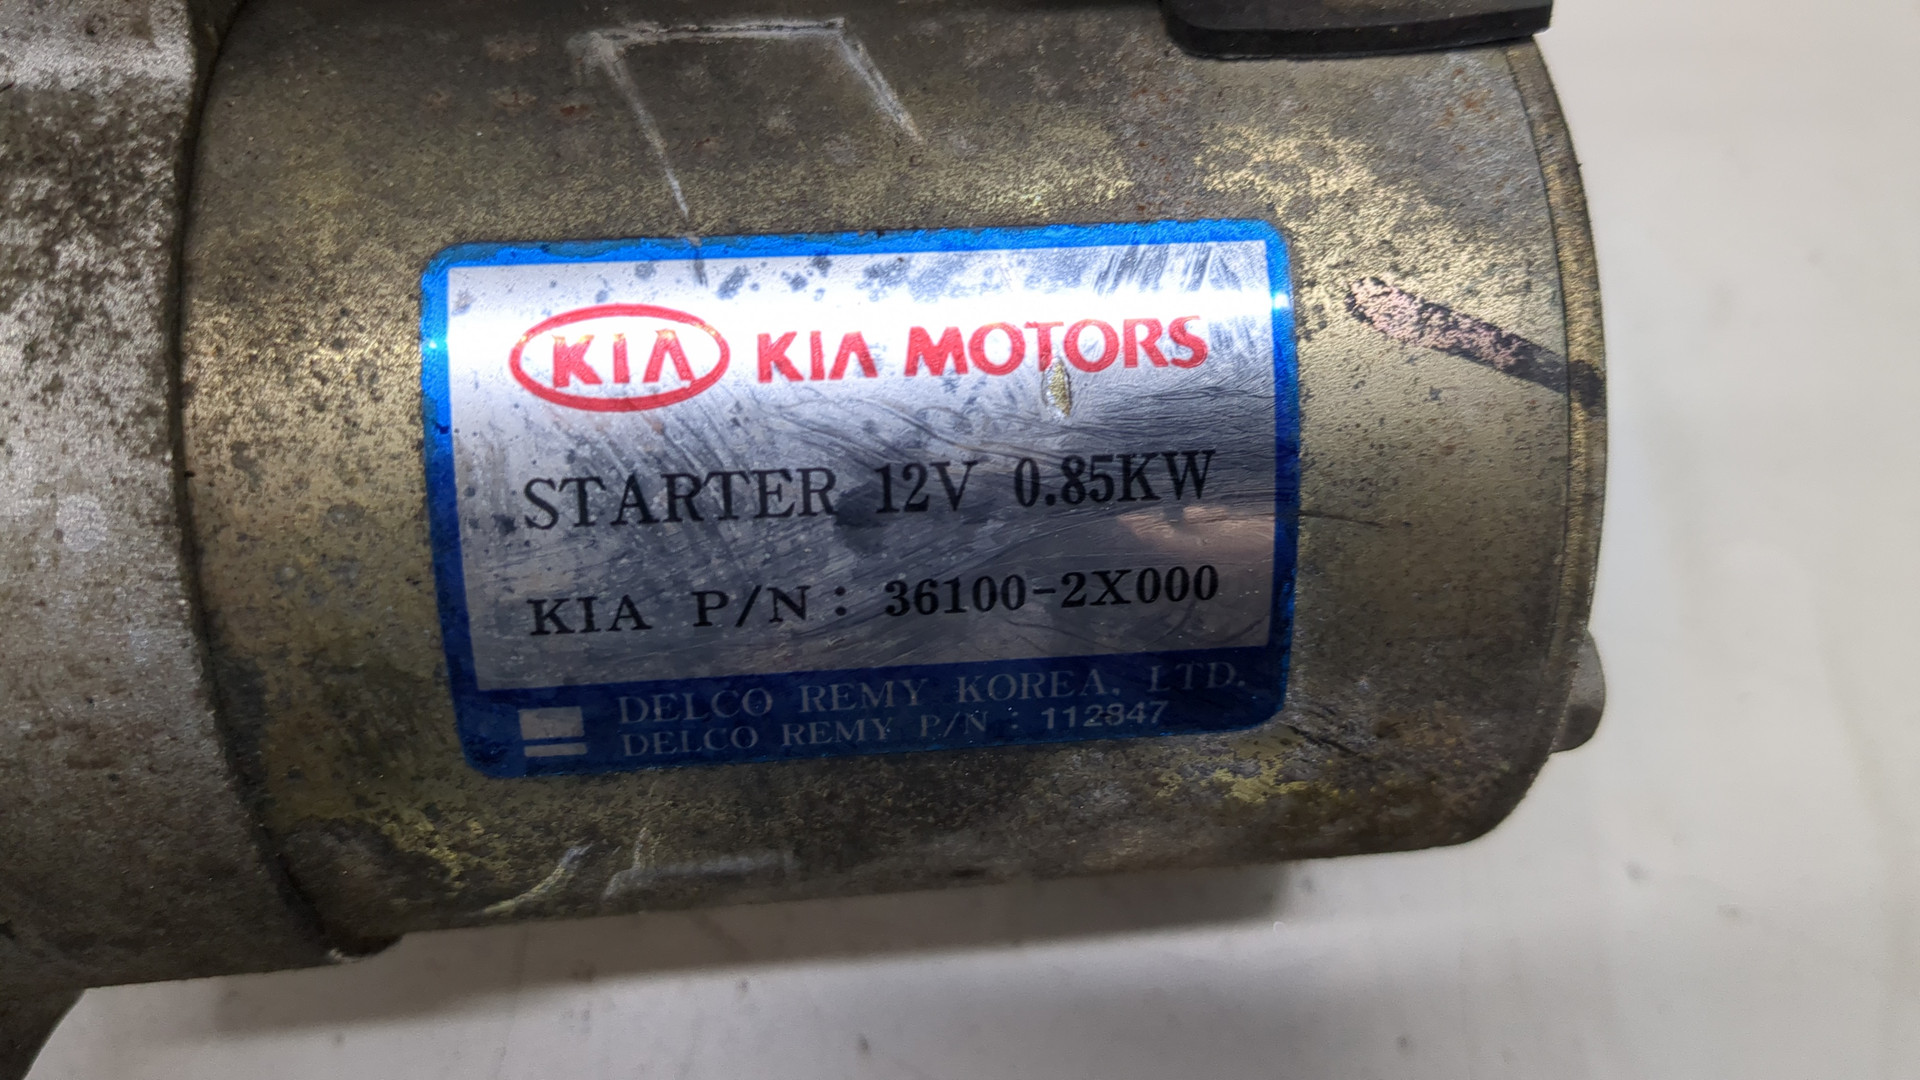 KIA KIA MOTORS
STARTER 12V 0.85KW
KIA P/N : 36100-2X000
DELCO REMY KOREA, LTD.
DELCO REMY P/N : 112847